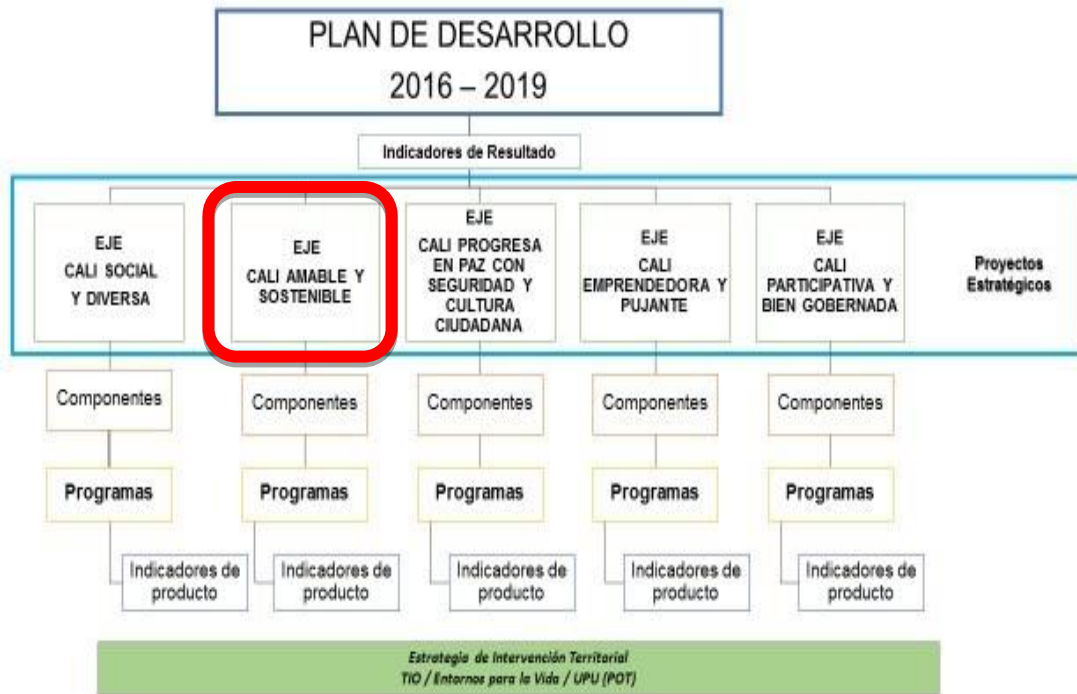 PLAN DE DESARROLLO
2016 – 2019
Indicadores de Resultado
EJE
CALI SOCIAL
Y DIVERSA
EJE
CALI AMABLE Y
SOSTENIBLE
EJE
CALI PROGRESA
EN PAZ CON
SEGURIDAD Y
CULTURA
CIUDADANA
EJE
CALI
EMPRENDEDORA Y
PUJANTE
EJE
CALI
PARTICIPATIVA Y
BIEN GOBERNADA
Proyectos
Estratégicos
Componentes
Componentes
Componentes
Componentes
Componentes
Programas
Programas
Programas
Programas
Programas
Indicadores de
producto
Indicadores de
producto
Indicadores de
producto
Indicadores de
producto
Indicadores de
producto
Estrategia de Intervención Territorial
TIO / Entornos para la Vida / UPU (POT)